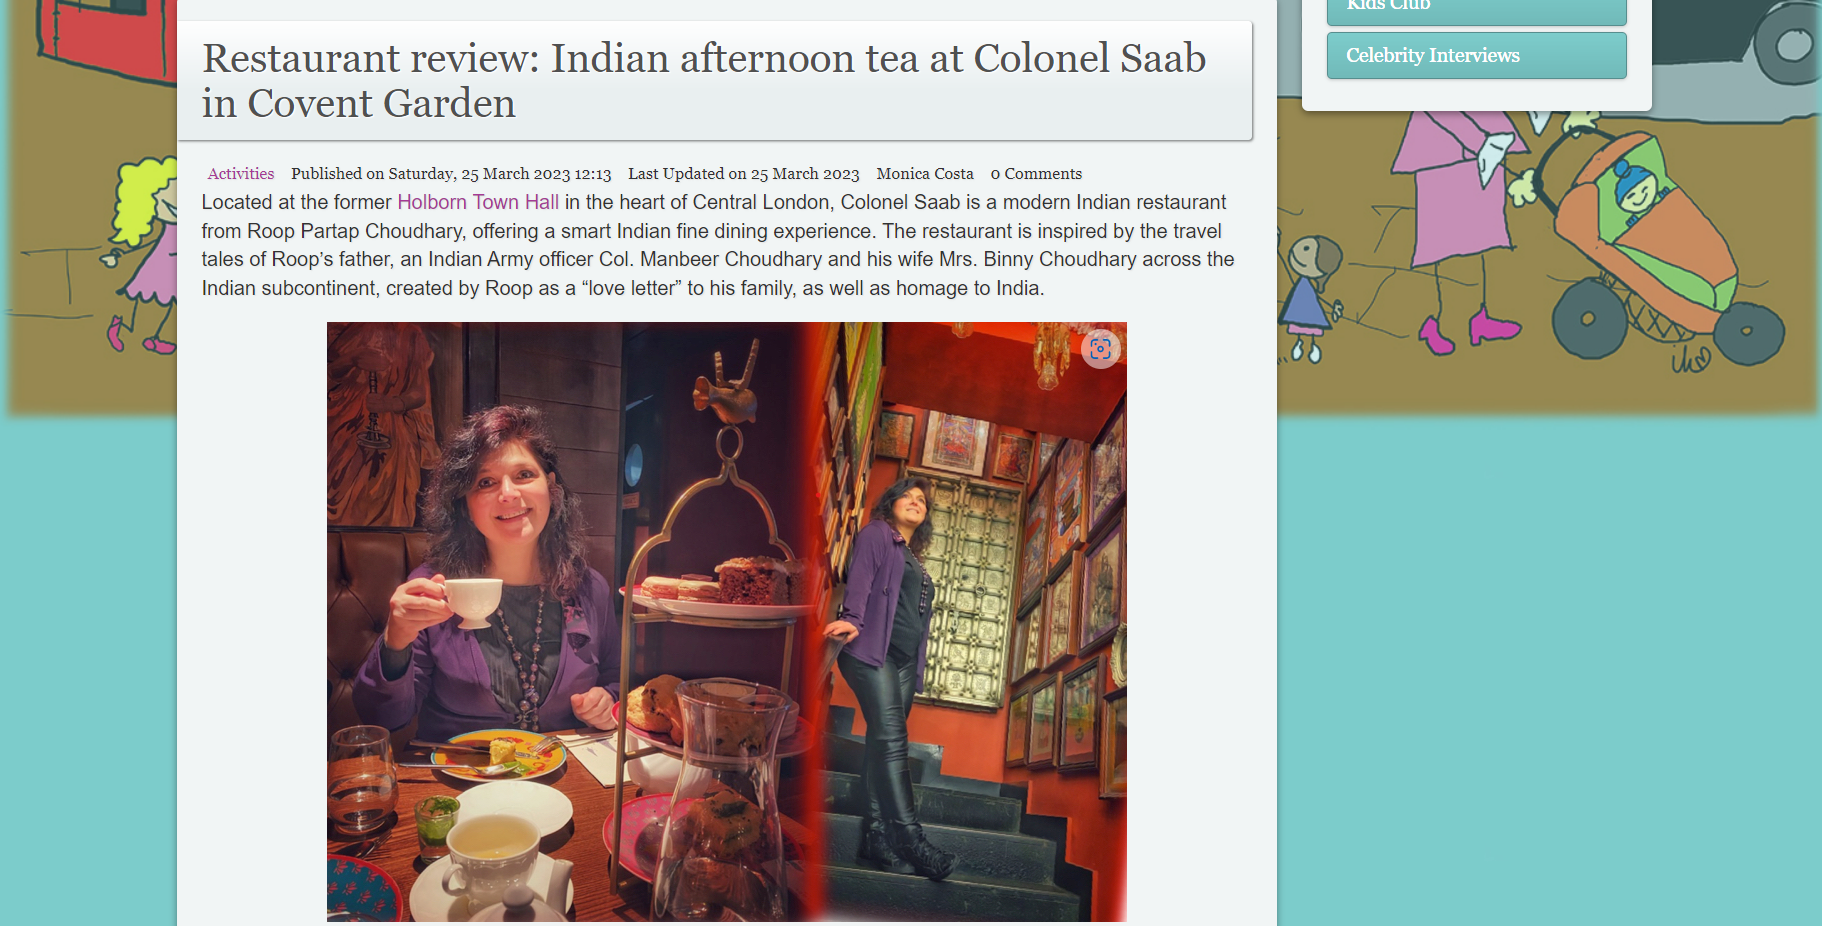 Kids Club
Celebrity Interviews
Restaurant review: Indian afternoon tea at Colonel Saab
in Covent Garden
Activities Published on Saturday, 25 March 2023 12:13 Last Updated on 25 March 2023 Monica Costa 0 Comments
Located at the former Holborn Town Hall in the heart of Central London, Colonel Saab is a modern Indian restaurant
from Roop Partap Choudhary, offering a smart Indian fine dining experience. The restaurant is inspired by the travel
tales of Roop’s father, an Indian Army officer Col. Manbeer Choudhary and his wife Mrs. Binny Choudhary across the
Indian subcontinent, created by Roop as a “love letter” to his family, as well as homage to India.